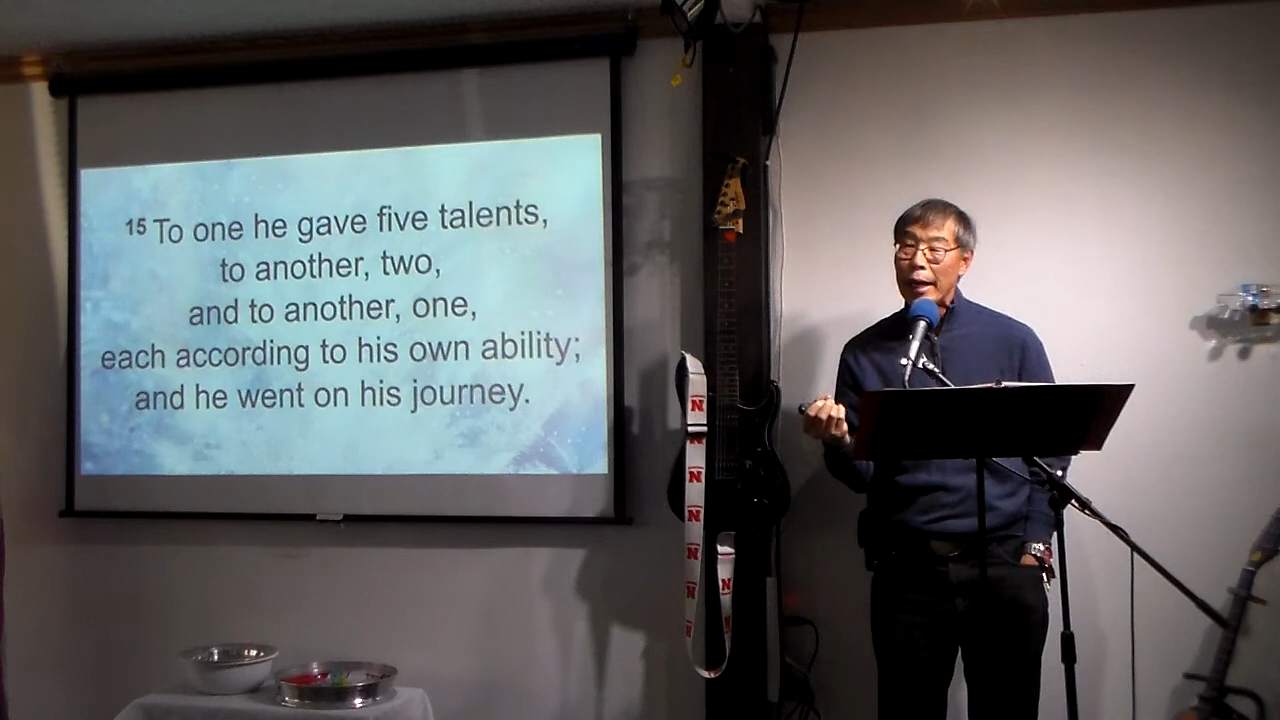 15 To one he gave five talents,
to another, two,
and to another, one,
each according to his own ability;
and he went on his journey.
N
N
N
N
N
N
N
N